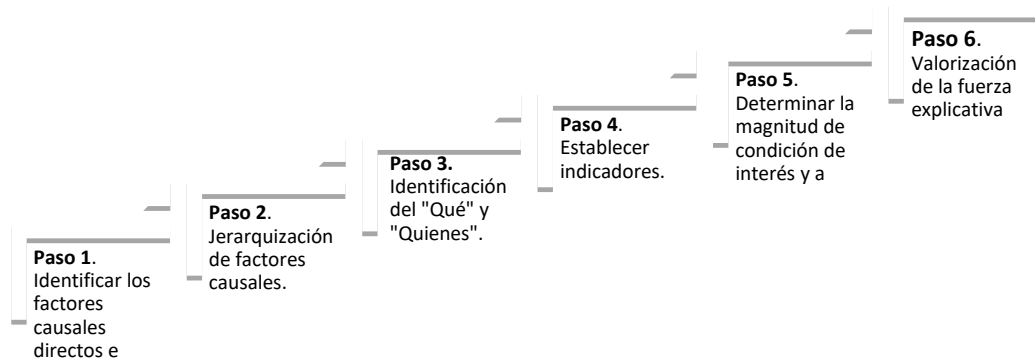 Paso 1.
Identificar los
factores
causales
directos e
Paso 2.
Jerarquización
de factores
causales.
Paso 3.
Identificación
del "Qué" y
"Quienes".
Paso 4.
Establecer
indicadores.
Paso 5.
Determinar la
magnitud de
condición de
interés y a
Paso 6.
Valorización
de la fuerza
explicativa